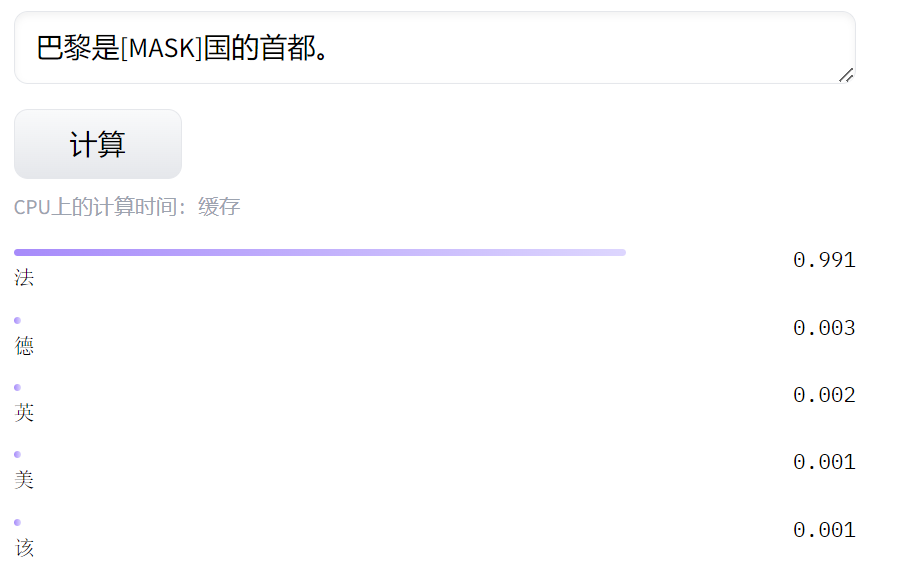 巴黎是[MASK]国的首都。
计算
CPU上的计算时间：缓存
法 0.991
德 0.003
英 0.002
美 0.001
该 0.001